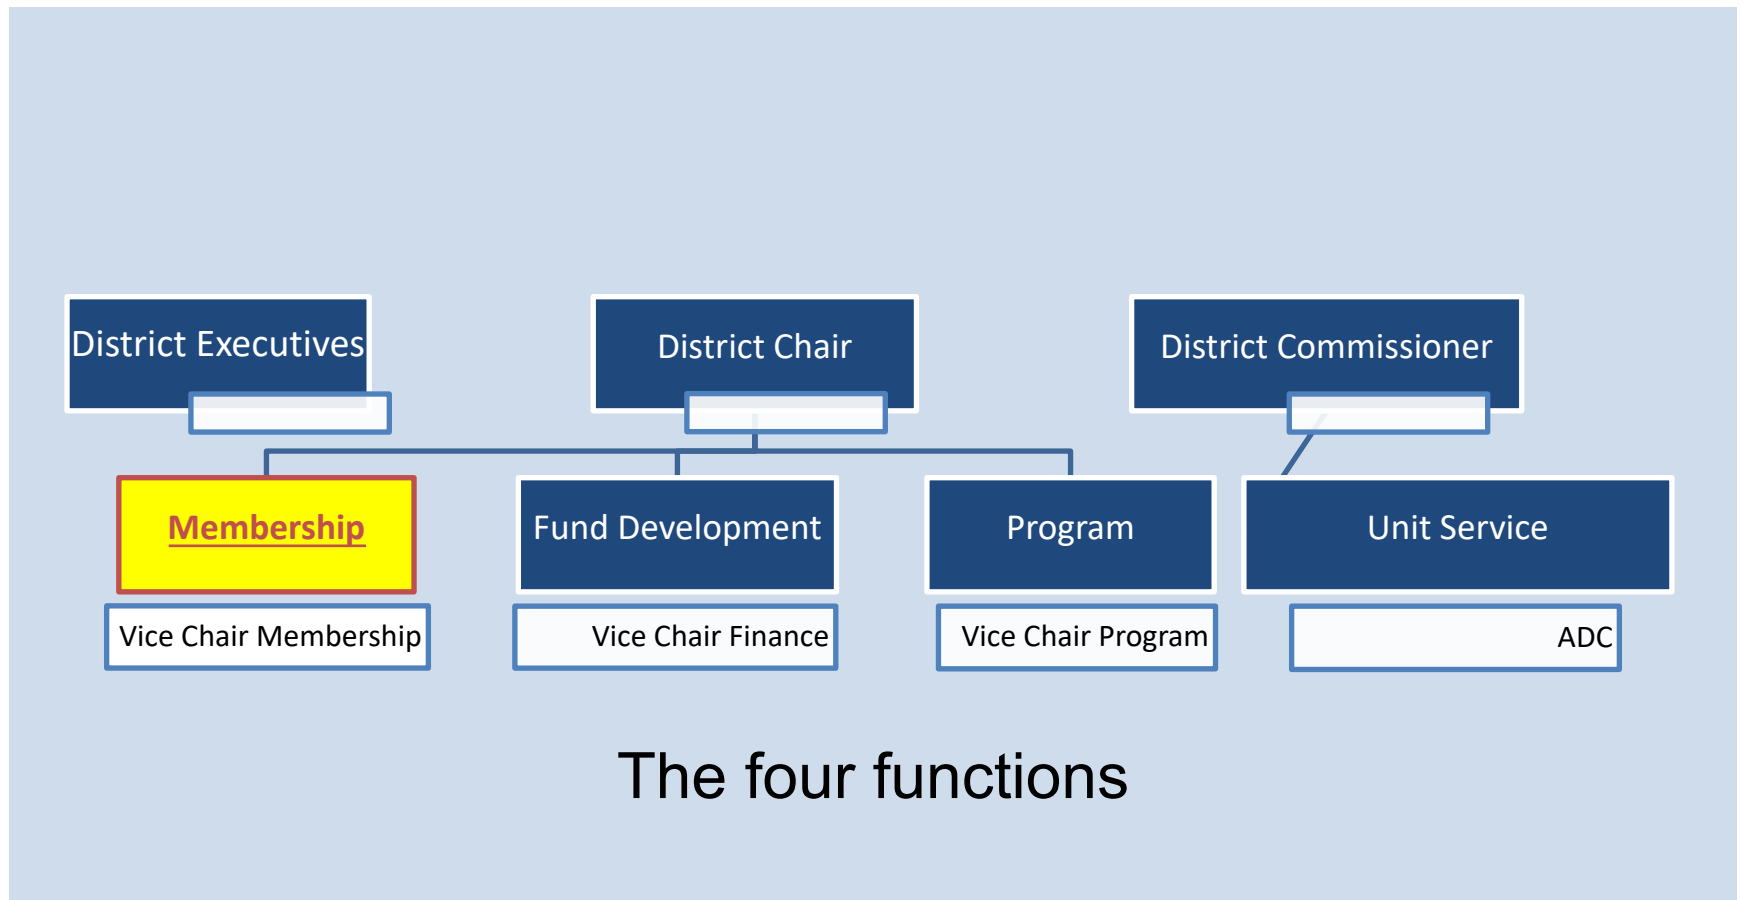 District Executives
District Chair
District Commissioner
Membership
Fund Development
Program
Unit Service
Vice Chair Membership
Vice Chair Finance
Vice Chair Program
ADC
The four functions